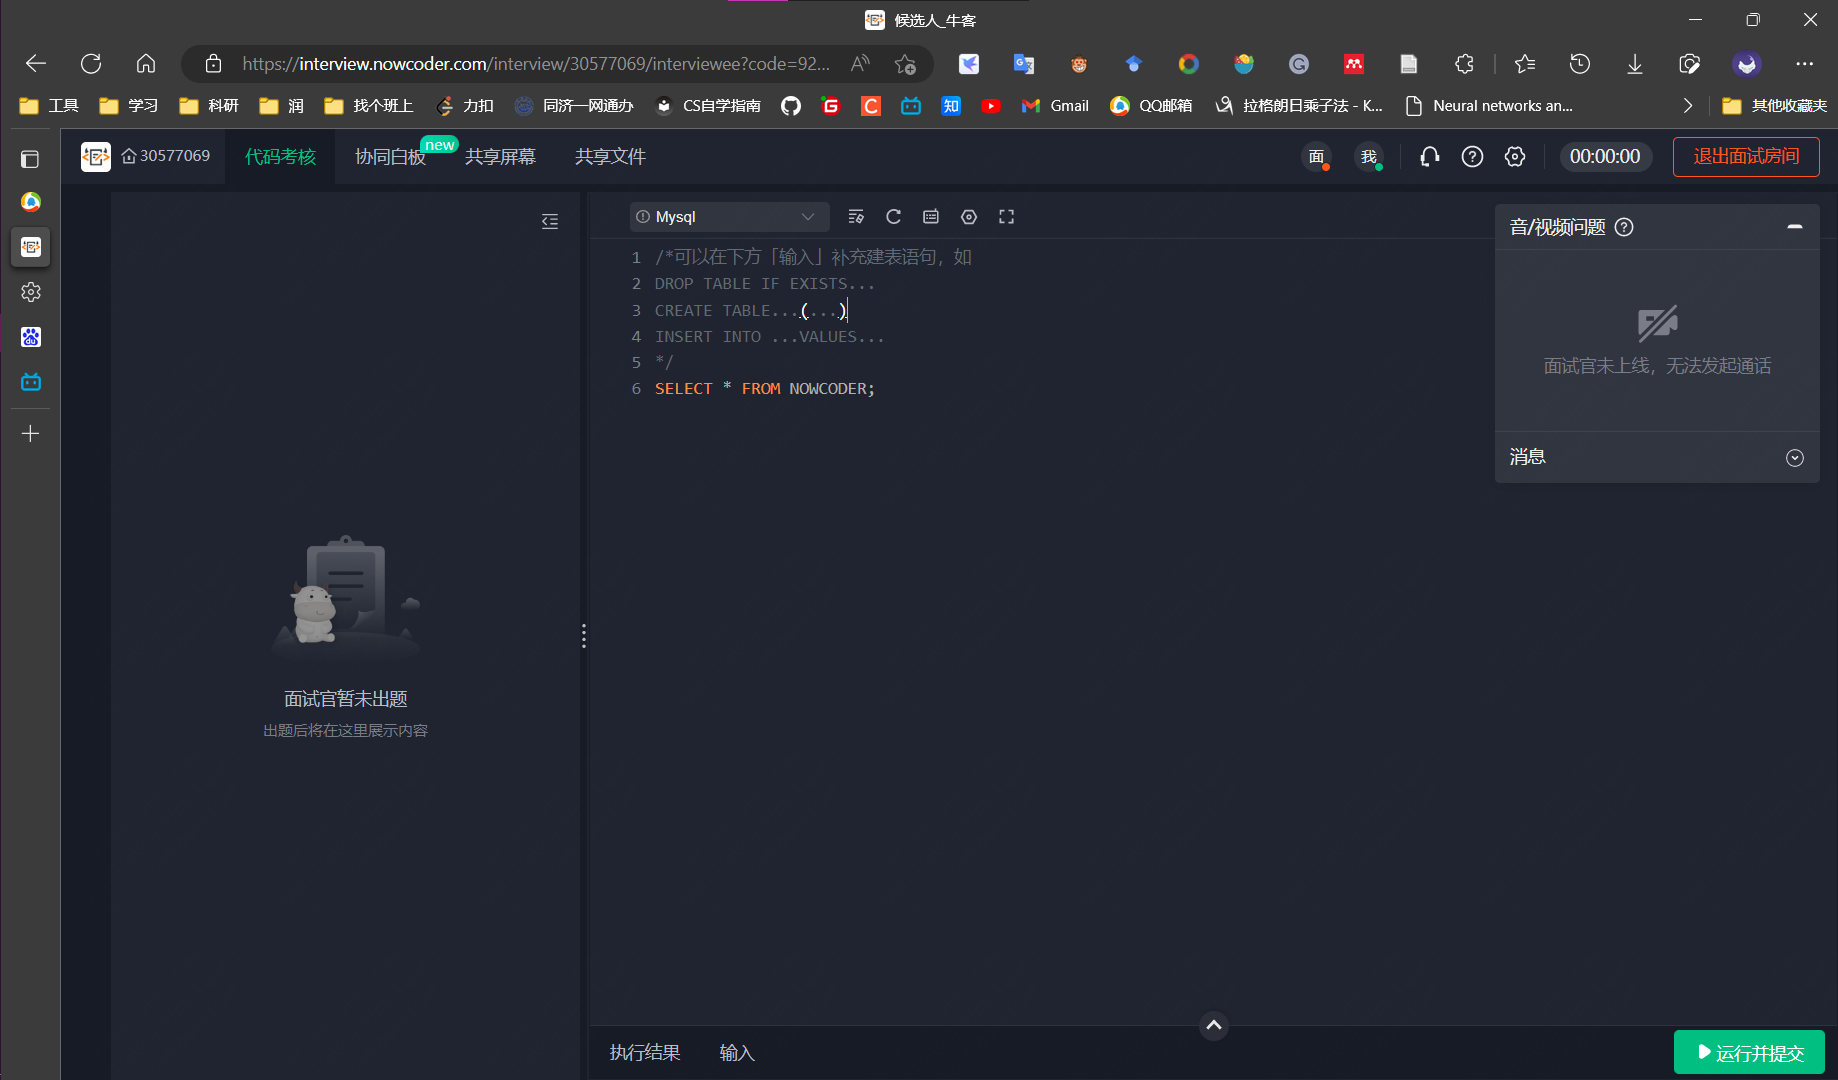 候选人_牛客
https://interview.nowcoder.com/interview/30577069/interviewee?code=92...
工具
学习
科研
润
找个班上
力扣
同济一网通办
CS自学指南
知
Gmail
QQ邮箱
拉格朗日乘子法 - K...
Neural networks an...
其他收藏夹
30577069
代码考核
协同白板
new
共享屏幕
共享文件
面
我
00:00:00
退出面试房间
Mysql
1 /*可以在下方「输入」补充建表语句，如
2 DROP TABLE IF EXISTS...
3 CREATE TABLE...(...)
4 INSERT INTO ...VALUES...
5 */
6 SELECT * FROM NOWCODER;
音/视频问题
面试官未上线，无法发起通话
消息
面试官暂未出题
出题后将在这里展示内容
执行结果
输入
运行并提交